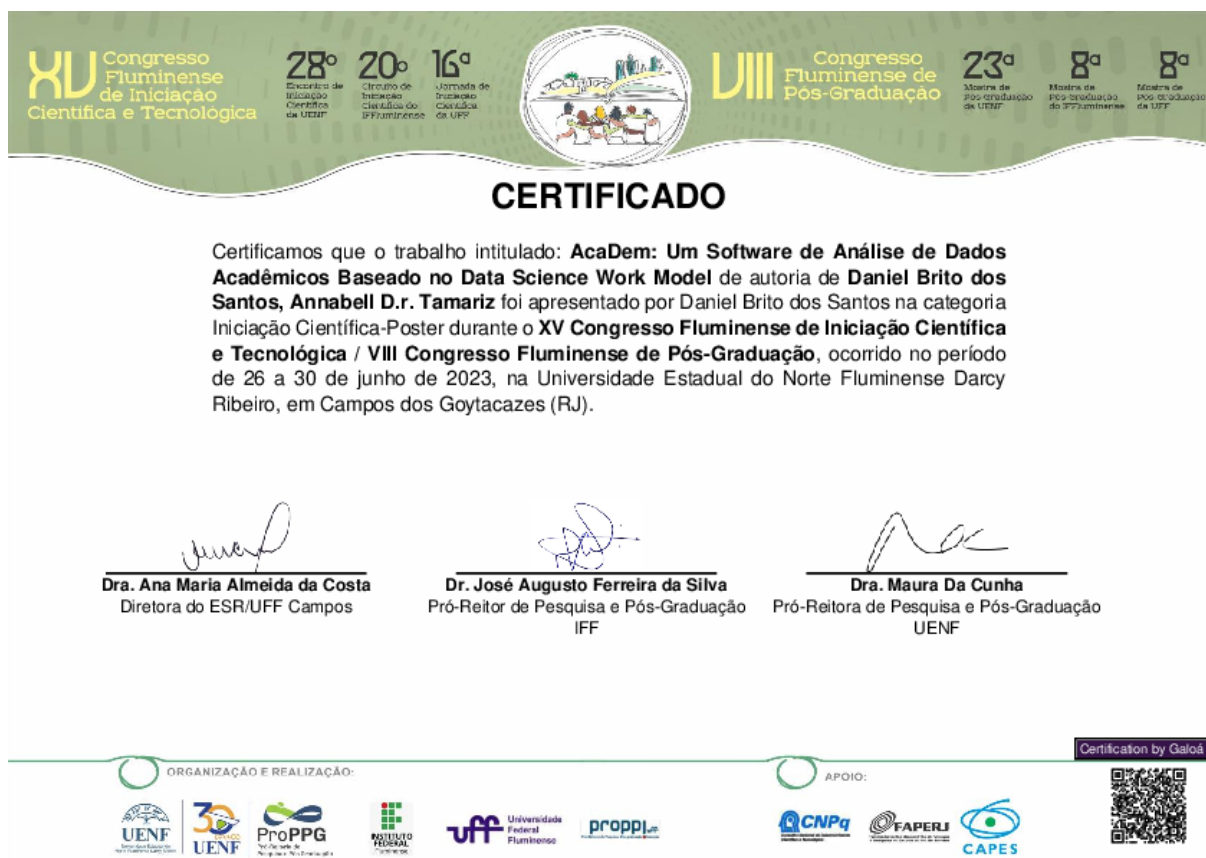 XV Congresso
Fluminense
de Iniciação
Científica e Tecnológica
28º
Encontro de
Iniciação
Científica
da UENF
20º
Circuito de
Iniciação
Científica do
IFFluminense
16ª
Jornada de
Iniciação
Científica
da UFF
VIII Congresso
Fluminense de
Pós-Graduação
23ª
Mostra de
Pós-Graduação
da UENF
8ª
Mostra de
Pós-Graduação
do IFFluminense
8ª
Mostra de
Pós-Graduação
da UFF
CERTIFICADO
Certificamos que o trabalho intitulado: AcaDem: Um Software de Análise de Dados
Acadêmicos Baseado no Data Science Work Model de autoria de Daniel Brito dos
Santos, Annabell D.r. Tamariz foi apresentado por Daniel Brito dos Santos na categoria
Iniciação Científica-Poster durante o XV Congresso Fluminense de Iniciação Científica
e Tecnológica / VIII Congresso Fluminense de Pós-Graduação, ocorrido no período
de 26 a 30 de junho de 2023, na Universidade Estadual do Norte Fluminense Darcy
Ribeiro, em Campos dos Goytacazes (RJ).
Dra. Ana Maria Almeida da Costa
Diretora do ESR/UFF Campos
Dr. José Augusto Ferreira da Silva
Pró-Reitor de Pesquisa e Pós-Graduação
IFF
Dra. Maura Da Cunha
Pró-Reitora de Pesquisa e Pós-Graduação
UENF
Certification by Galoá
ORGANIZAÇÃO E REALIZAÇÃO:
UENF
30
UENF
ProPPG
Pró-Reitoria de
Pesquisa e Pós-Graduação
INSTITUTO
FEDERAL
Fluminense
uff
Universidade
Federal
Fluminense
proppi
APOIO:
CNPq
FAPERJ
CAPES